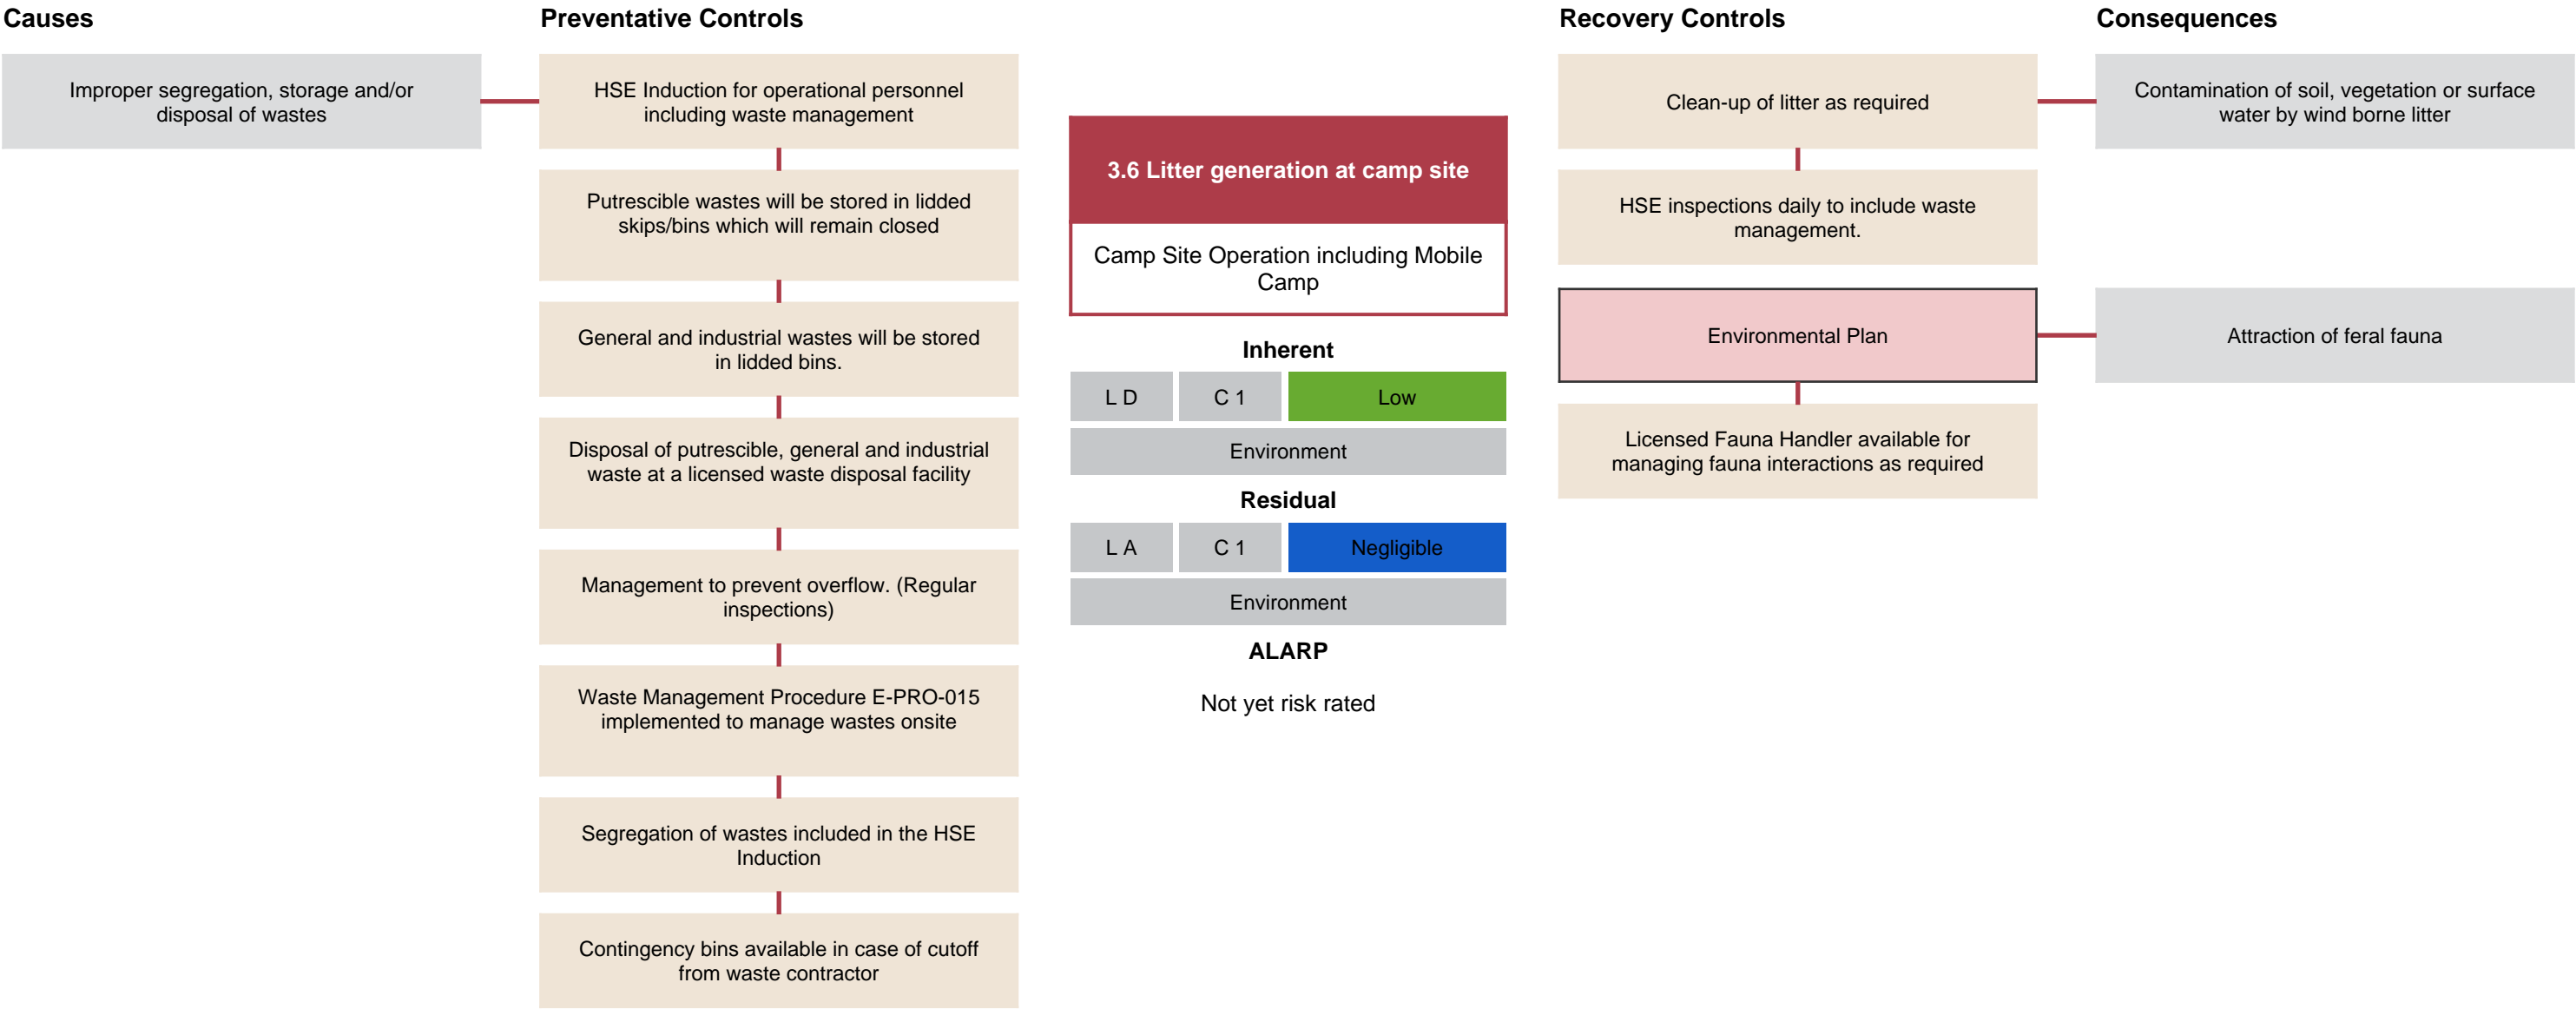 Causes
Improper segregation, storage and/or
disposal of wastes
Preventative Controls
HSE Induction for operational personnel
including waste management
Putrescible wastes will be stored in lidded
skips/bins which will remain closed
General and industrial wastes will be stored
in lidded bins.
Disposal of putrescible, general and industrial
waste at a licensed waste disposal facility
Management to prevent overflow. (Regular
inspections)
Waste Management Procedure E-PRO-015
implemented to manage wastes onsite
Segregation of wastes included in the HSE
Induction
Contingency bins available in case of cutoff
from waste contractor
3.6 Litter generation at camp site
Camp Site Operation including Mobile
Camp
Inherent
L D C 1 Low
Environment
Residual
L A C 1 Negligible
Environment
ALARP
Not yet risk rated
Recovery Controls
Clean-up of litter as required
HSE inspections daily to include waste
management.
Environmental Plan
Licensed Fauna Handler available for
managing fauna interactions as required
Consequences
Contamination of soil, vegetation or surface
water by wind borne litter
Attraction of feral fauna